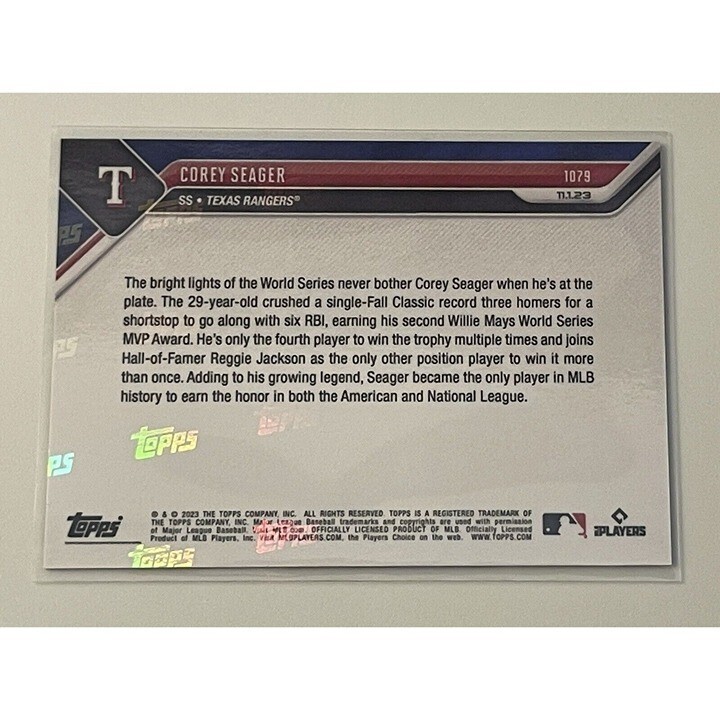 T
COREY SEAGER 1079
SS • TEXAS RANGERS® 11.1.23
The bright lights of the World Series never bother Corey Seager when he's at the
plate. The 29-year-old crushed a single-Fall Classic record three homers for a
shortstop to go along with six RBI, earning his second Willie Mays World Series
MVP Award. He's only the fourth player to win the trophy multiple times and joins
Hall-of-Famer Reggie Jackson as the only other position player to win it more
than once. Adding to his growing legend, Seager became the only player in MLB
history to earn the honor in both the American and National League.
TOPPS
TOPPS
® & © 2023 THE TOPPS COMPANY, INC. ALL RIGHTS RESERVED. TOPPS IS A REGISTERED TRADEMARK OF
THE TOPPS COMPANY, INC. Major League Baseball trademarks and copyrights are used with permission
of Major League Baseball. Visit MLB.com. OFFICIALLY LICENSED PRODUCT OF MLB. Officially Licensed
Product of MLB Players, Inc. Visit MLBPLAYERS.COM, the Players Choice on the web. WWW.TOPPS.COM
TOPPS
PLAYERS
TOPPS